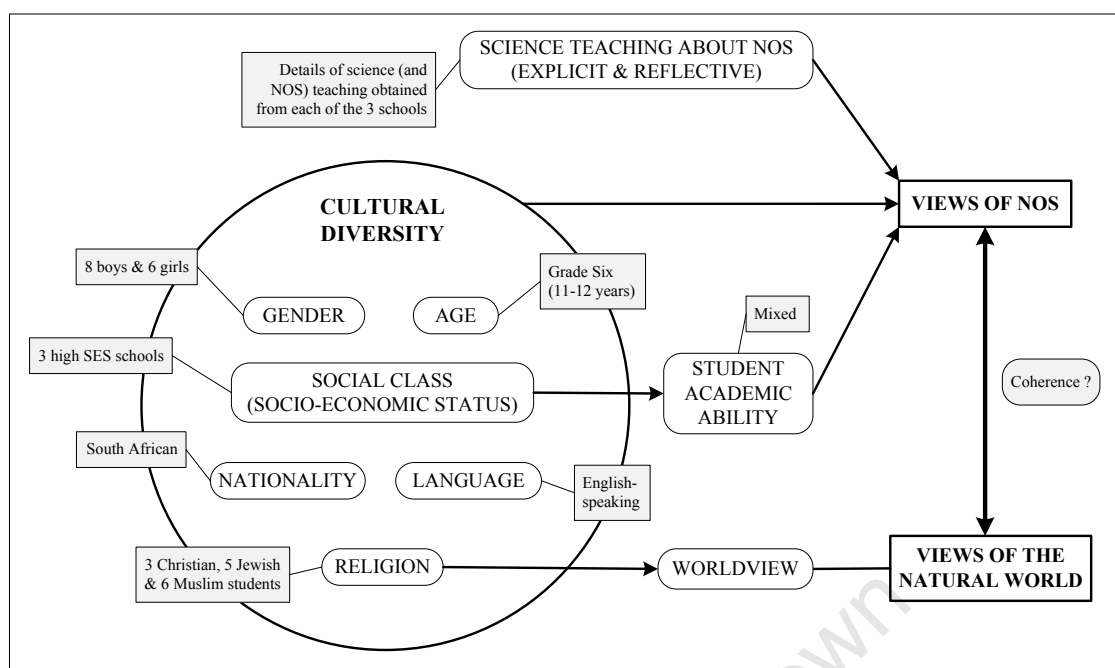 SCIENCE TEACHING ABOUT NOS
(EXPLICIT & REFLECTIVE)
Details of science (and
NOS) teaching obtained
from each of the 3 schools
CULTURAL
DIVERSITY
VIEWS OF NOS
8 boys & 6 girls
Grade Six
(11-12 years)
GENDER
AGE
Mixed
3 high SES schools
SOCIAL CLASS
(SOCIO-ECONOMIC STATUS)
STUDENT
ACADEMIC
ABILITY
Coherence ?
South African
NATIONALITY
LANGUAGE
English-
speaking
3 Christian, 5 Jewish
& 6 Muslim students
RELIGION
WORLDVIEW
VIEWS OF THE
NATURAL WORLD
own